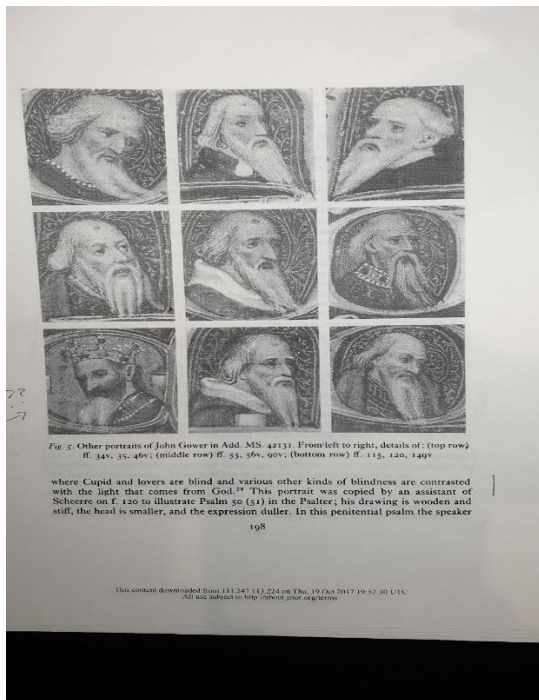 Fig. 5. Other portraits of John Gower in Add. MS. 42131. From left to right, details of: (top row)
ff. 34v, 35, 46v; (middle row) ff. 55, 56v, 90v; (bottom row) ff. 115, 120, 149v
where Cupid and lovers are blind and various other kinds of blindness are contrasted
with the light that comes from God.²⁹ This portrait was copied by an assistant of
Scheerre on f. 120 to illustrate Psalm 50 (51) in the Psalter; his drawing is wooden and
stiff, the head is smaller, and the expression duller. In this penitential psalm the speaker
198
This content downloaded from 131.247.113.224 on Thu, 19 Oct 2017 19:52:30 UTC
All use subject to http://about.jstor.org/terms